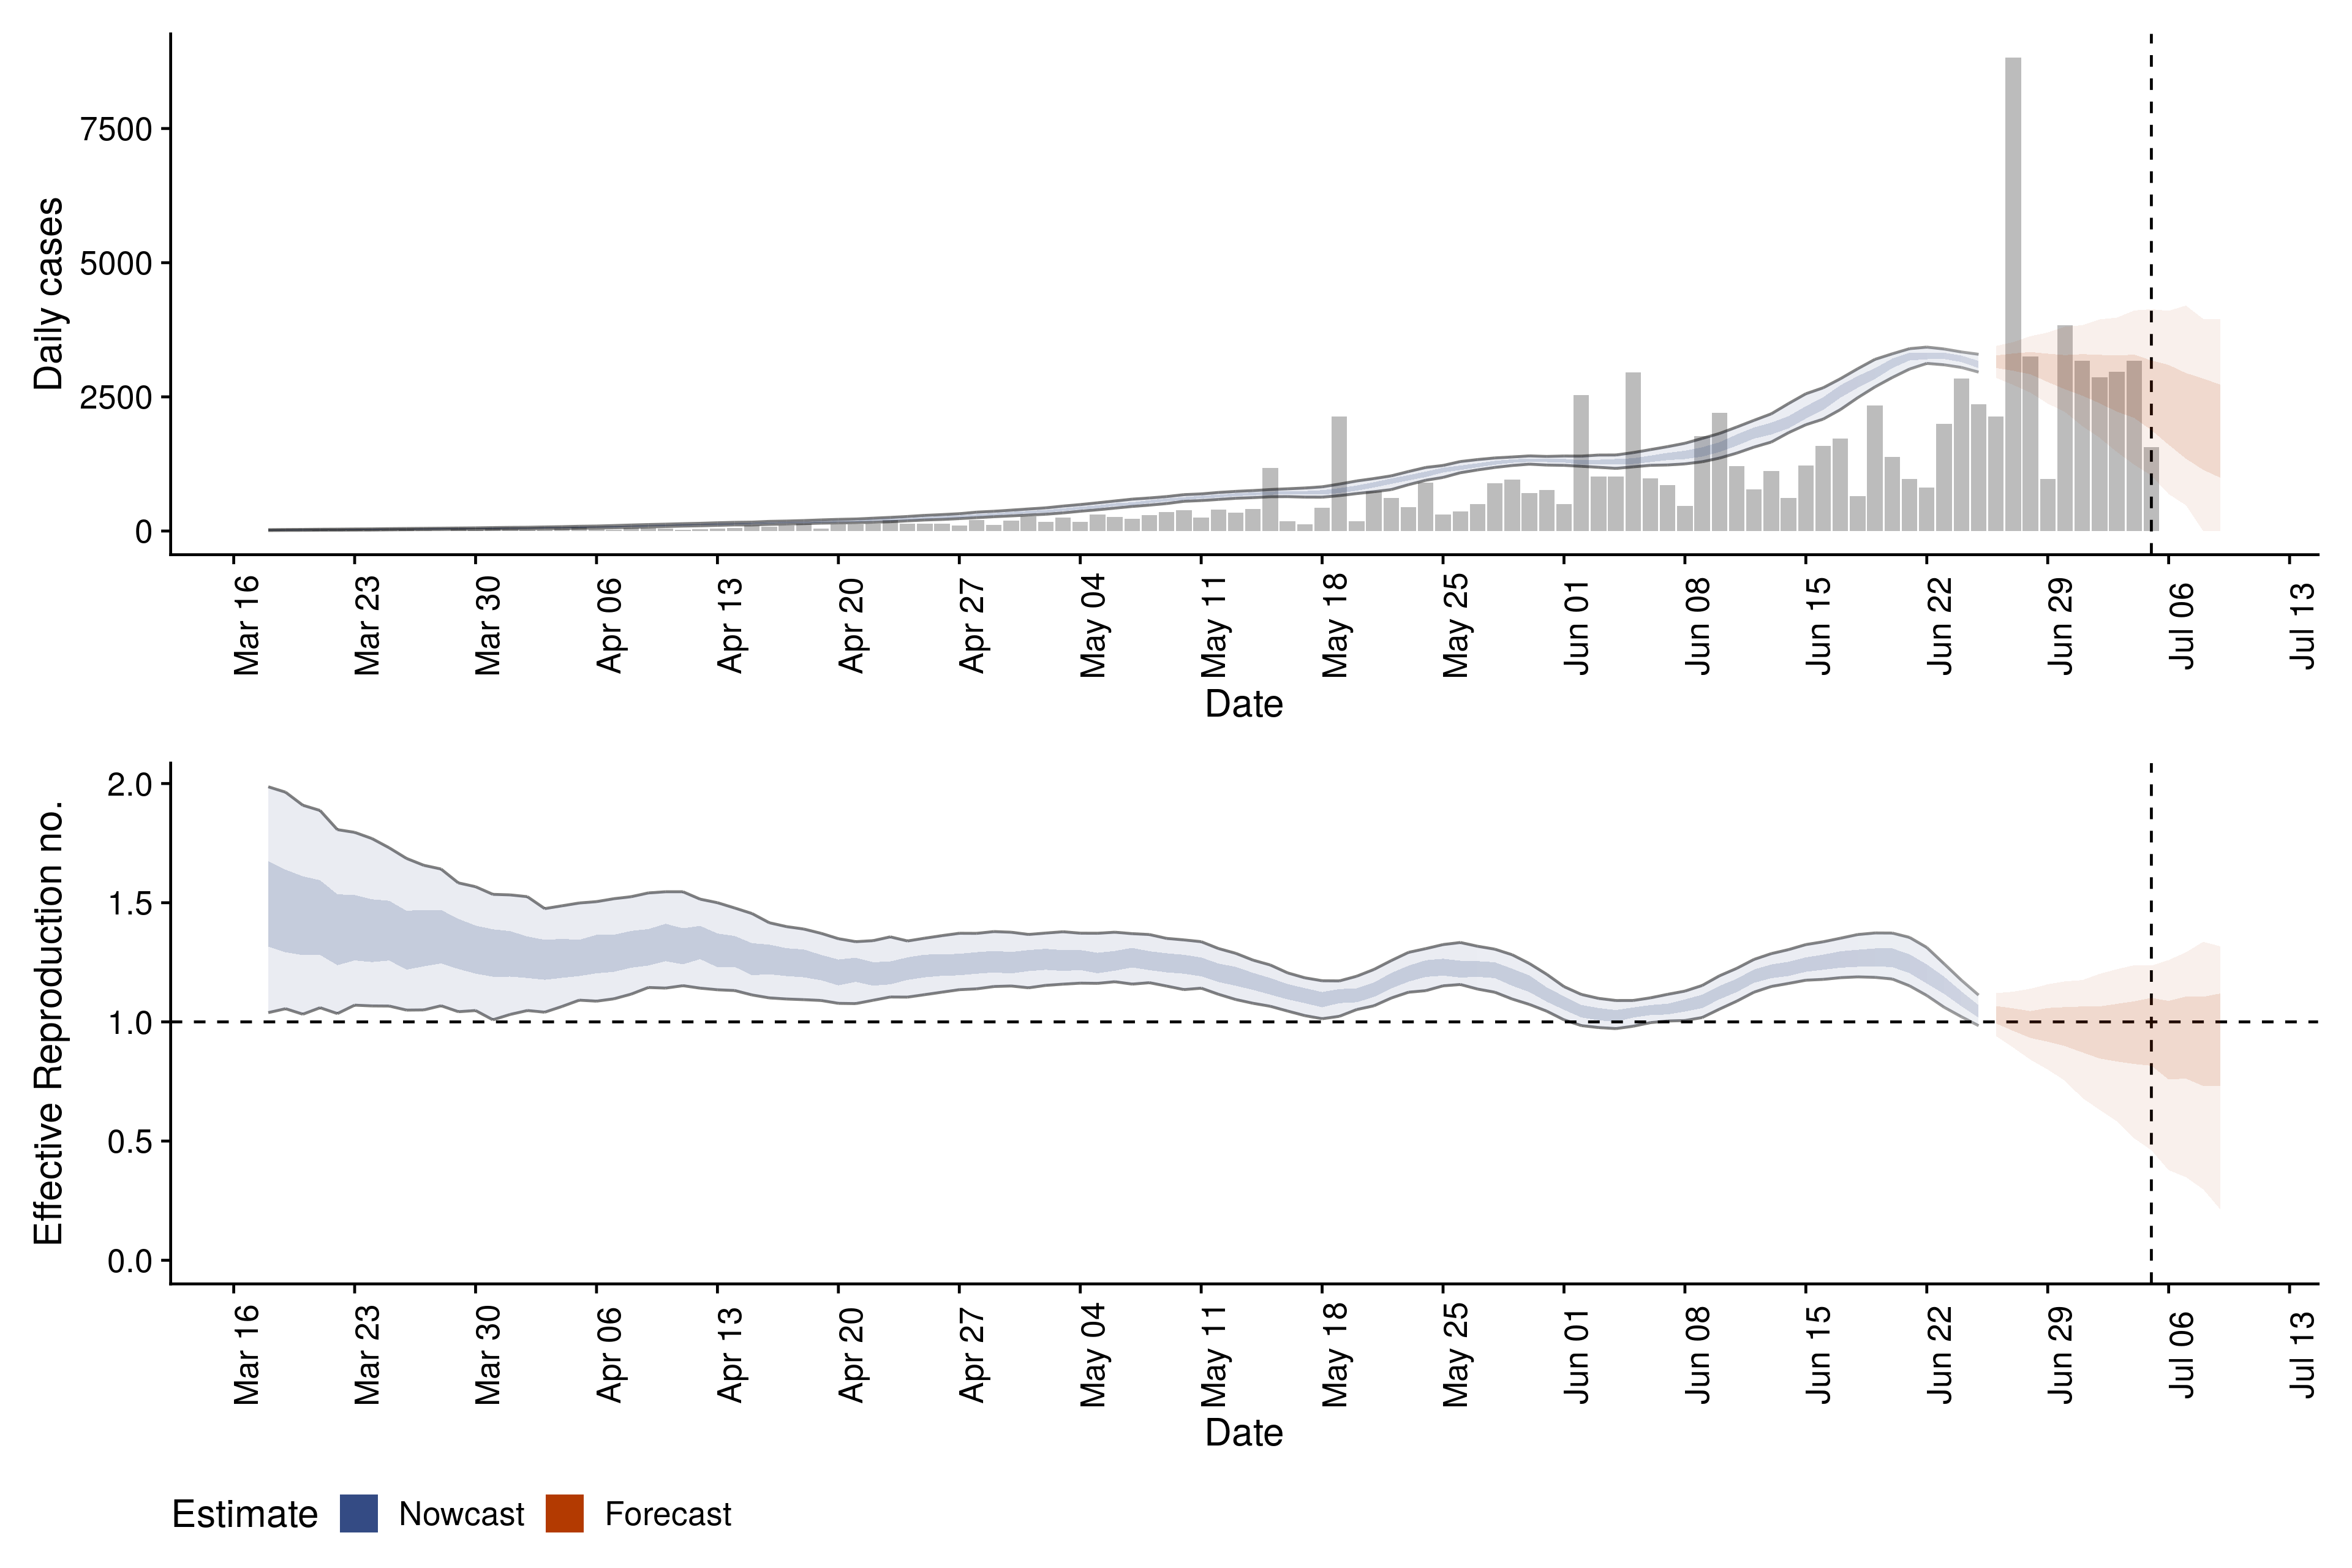 Daily cases
7500
5000
2500
0
Mar 16
Mar 23
Mar 30
Apr 06
Apr 13
Apr 20
Apr 27
May 04
May 11
May 18
May 25
Jun 01
Jun 08
Jun 15
Jun 22
Jun 29
Jul 06
Jul 13
Date
Effective Reproduction no.
2.0
1.5
1.0
0.5
0.0
Mar 16
Mar 23
Mar 30
Apr 06
Apr 13
Apr 20
Apr 27
May 04
May 11
May 18
May 25
Jun 01
Jun 08
Jun 15
Jun 22
Jun 29
Jul 06
Jul 13
Date
Estimate Nowcast Forecast